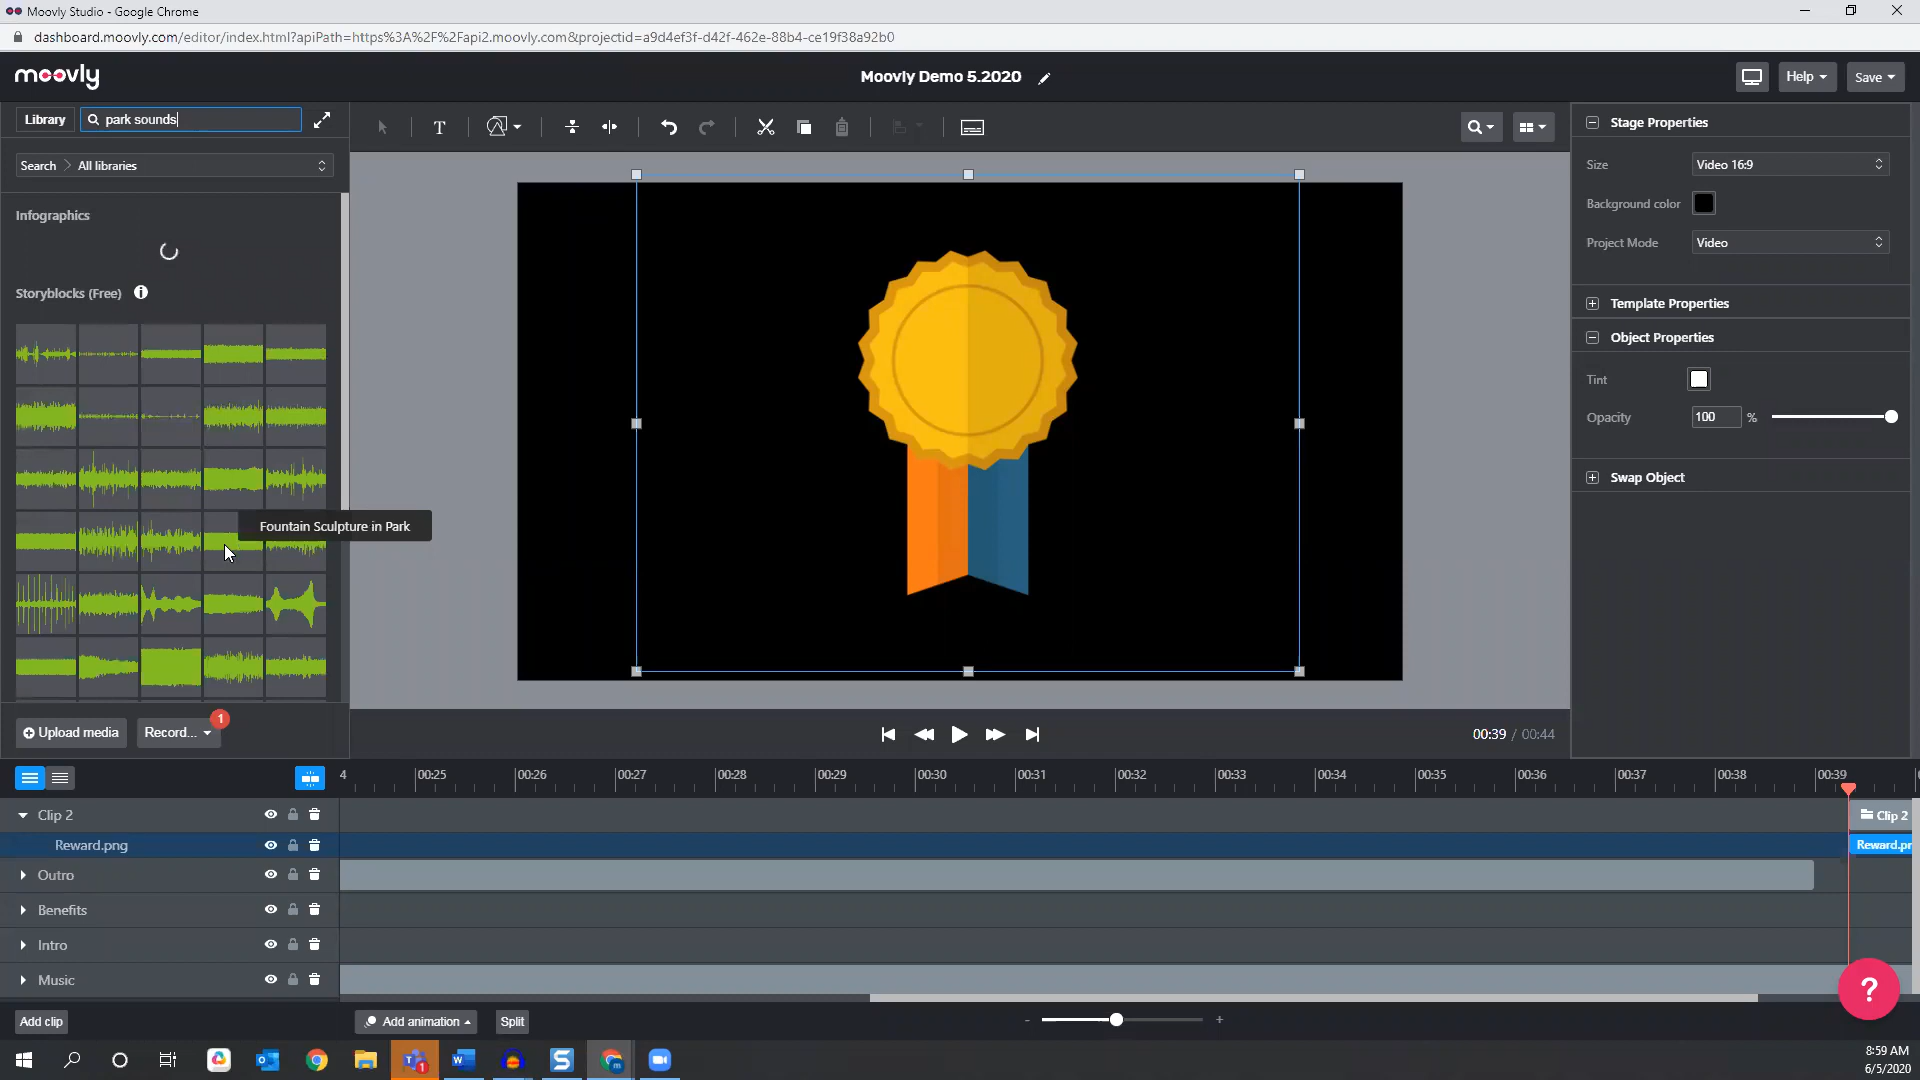 Moovly Studio - Google Chrome
dashboard.moovly.com/editor/index.html?apiPath=https%3A%2F%2Fapi2.moovly.com&projectid=a9d4ef3f-d42f-462e-88b4-ce19f38a92b0
moovly
Moovly Demo 5.2020
Help
Save
Library
park sounds
T
Search
All libraries
Infographics
Storyblocks (Free)
Fountain Sculpture in Park
Upload media
Record...
1
Stage Properties
Size
Video 16:9
Background color
Project Mode
Video
Template Properties
Object Properties
Tint
Opacity
100
%
Swap Object
00:39 / 00:44
4
00:25
00:26
00:27
00:28
00:29
00:30
00:31
00:32
00:33
00:34
00:35
00:36
00:37
00:38
00:39
Clip 2
Clip 2
Reward.png
Reward.pr
Outro
Benefits
Intro
Music
?
Add clip
Add animation
Split
-
+
8:59 AM
6/5/2020